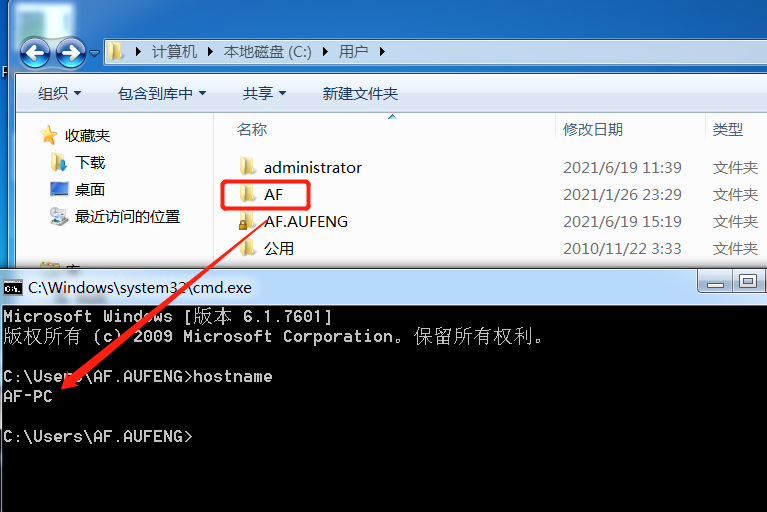 计算机 本地磁盘 (C:) 用户
组织 包含到库中 共享 新建文件夹
收藏夹
下载
桌面
最近访问的位置
名称 修改日期 类型
administrator 2021/6/19 11:39 文件夹
AF 2021/1/26 23:29 文件夹
AF.AUFENG 2021/6/19 15:19 文件夹
公用 2010/11/22 3:33 文件夹
C:\Windows\system32\cmd.exe
Microsoft Windows [版本 6.1.7601]
版权所有 (c) 2009 Microsoft Corporation。保留所有权利。
C:\Users\AF.AUFENG>hostname
AF-PC
C:\Users\AF.AUFENG>